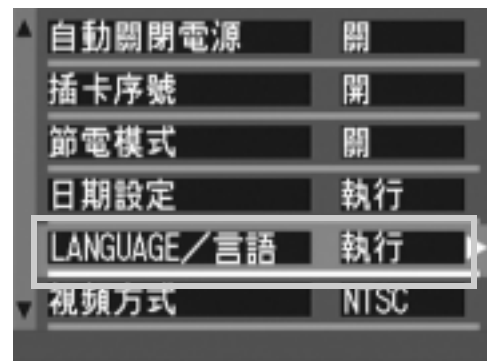 自動關閉電源 關
插卡序號 開
節電模式 關
日期設定 執行
LANGUAGE／言語 執行
視頻方式 NTSC